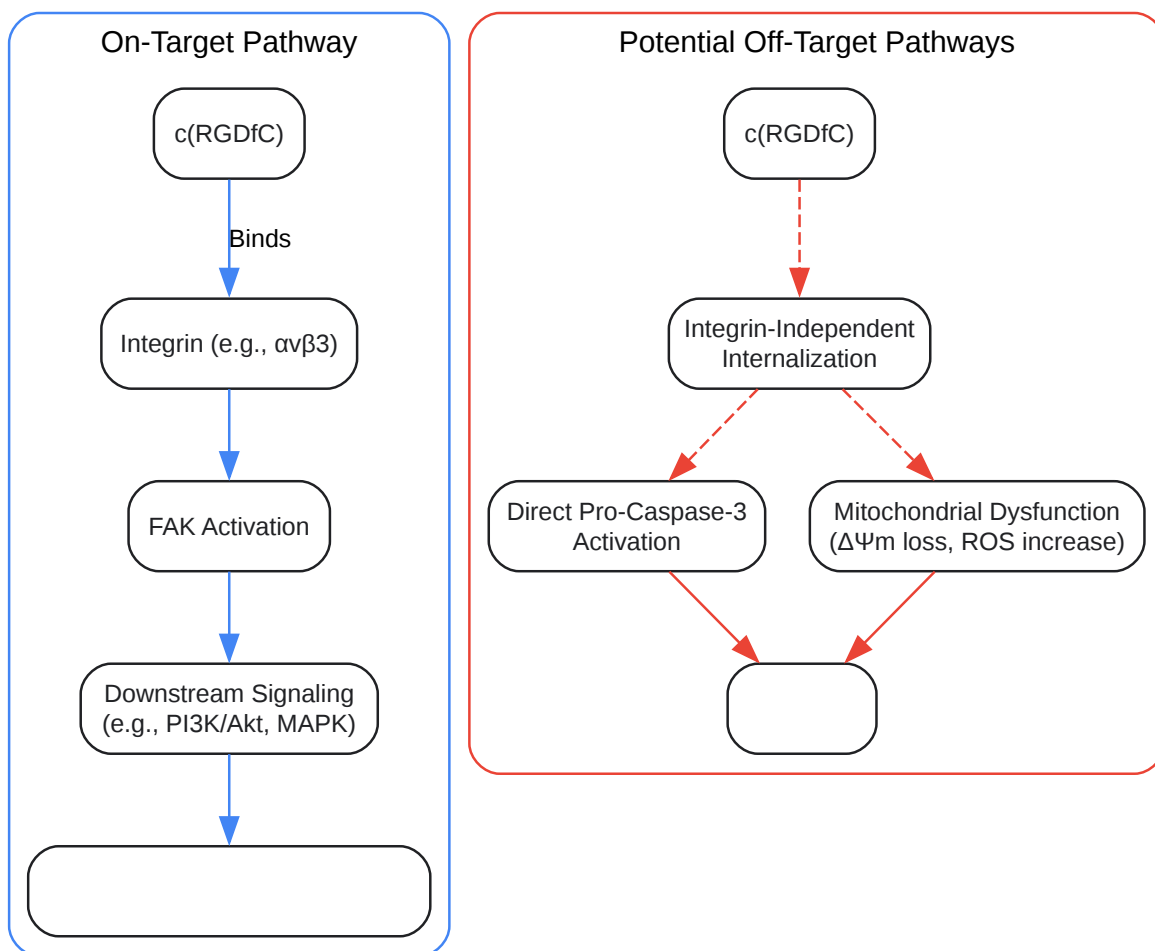 On-Target Pathway
c(RGDfC)
Binds
Integrin (e.g., αvβ3)
FAK Activation
Downstream Signaling
(e.g., PI3K/Akt, MAPK)
Potential Off-Target Pathways
c(RGDfC)
Integrin-Independent
Internalization
Direct Pro-Caspase-3
Activation
Mitochondrial Dysfunction
(ΔΨm loss, ROS increase)